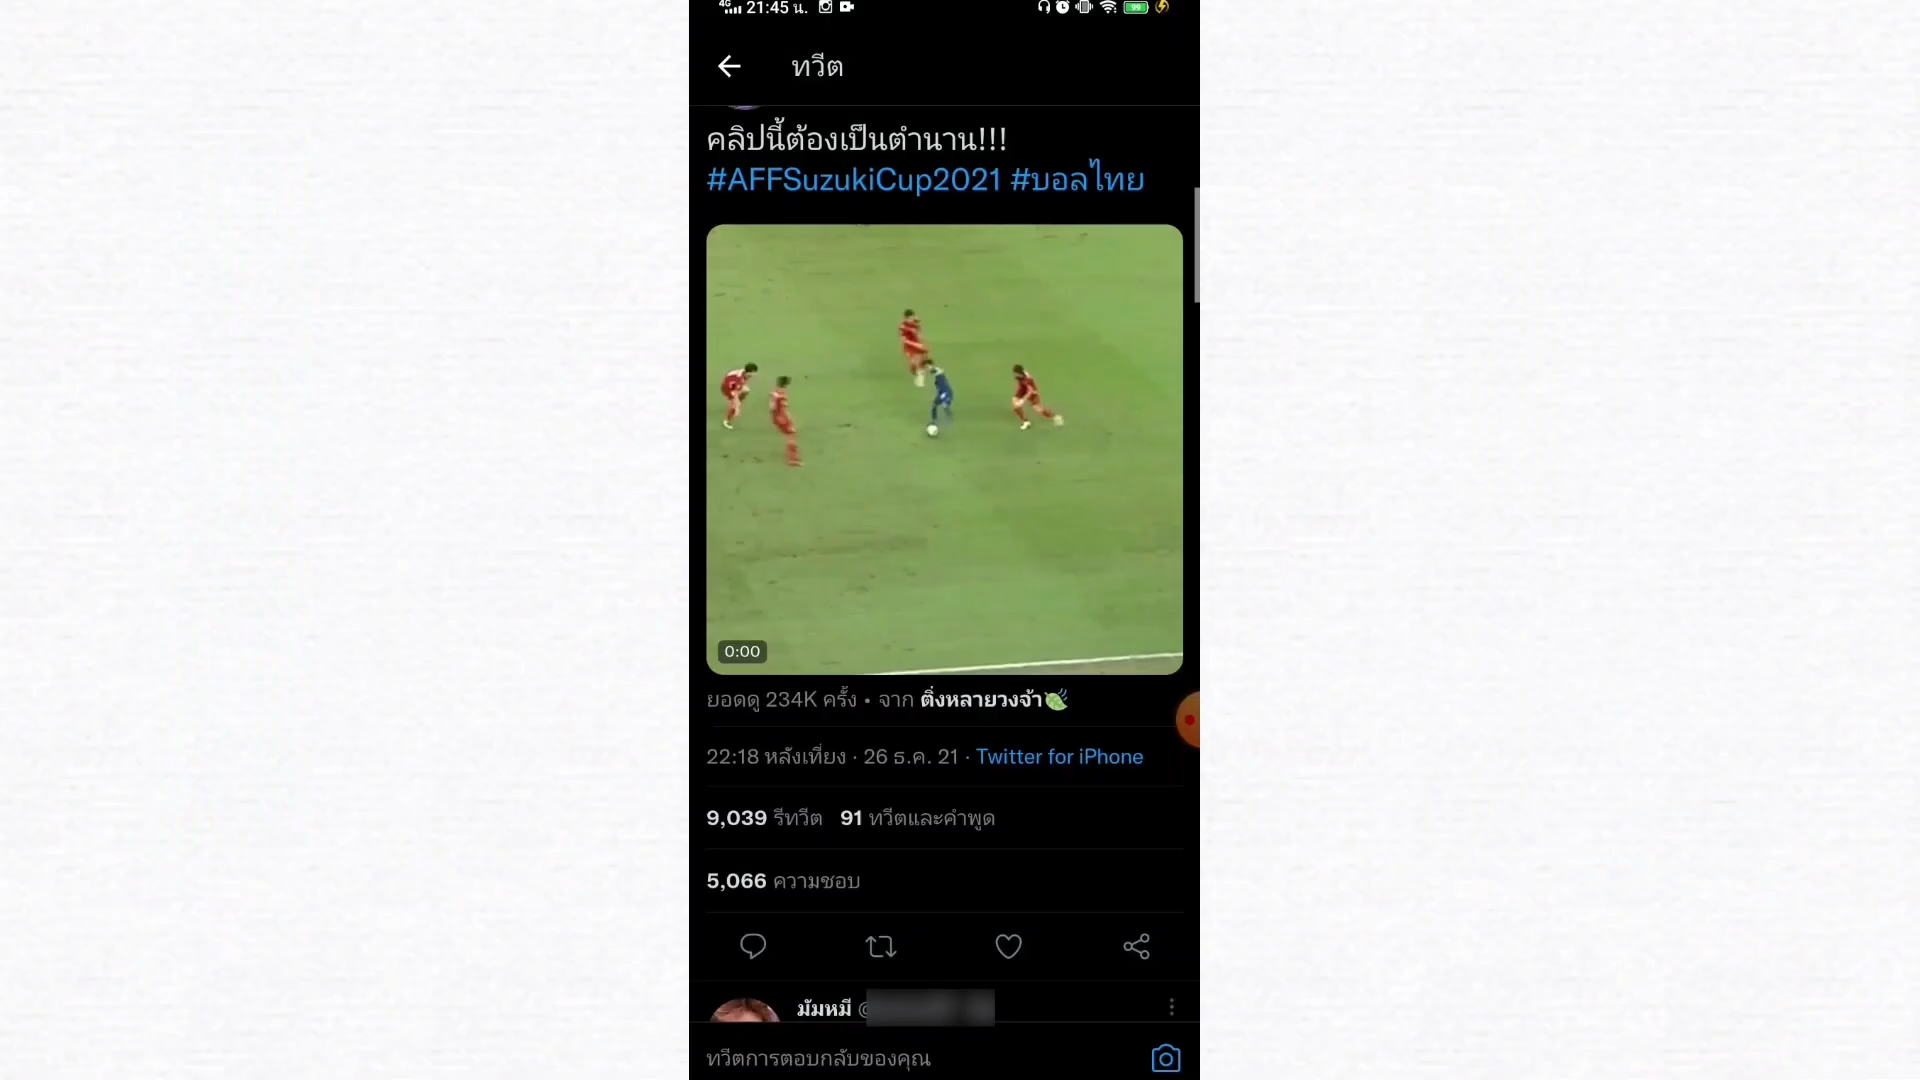 4G 21:45 น. 99
ทวีต
คลิปนี้ต้องเป็นตำนาน!!!
#AFFSuzukiCup2021 #บอลไทย
0:00
ยอดดู 234K ครั้ง • จาก ติ่งหลายวงจ้า
22:18 หลังเที่ยง · 26 ธ.ค. 21 · Twitter for iPhone
9,039 รีทวีต 91 ทวีตและคำพูด
5,066 ความชอบ
มัมหมี @
ทวีตการตอบกลับของคุณ